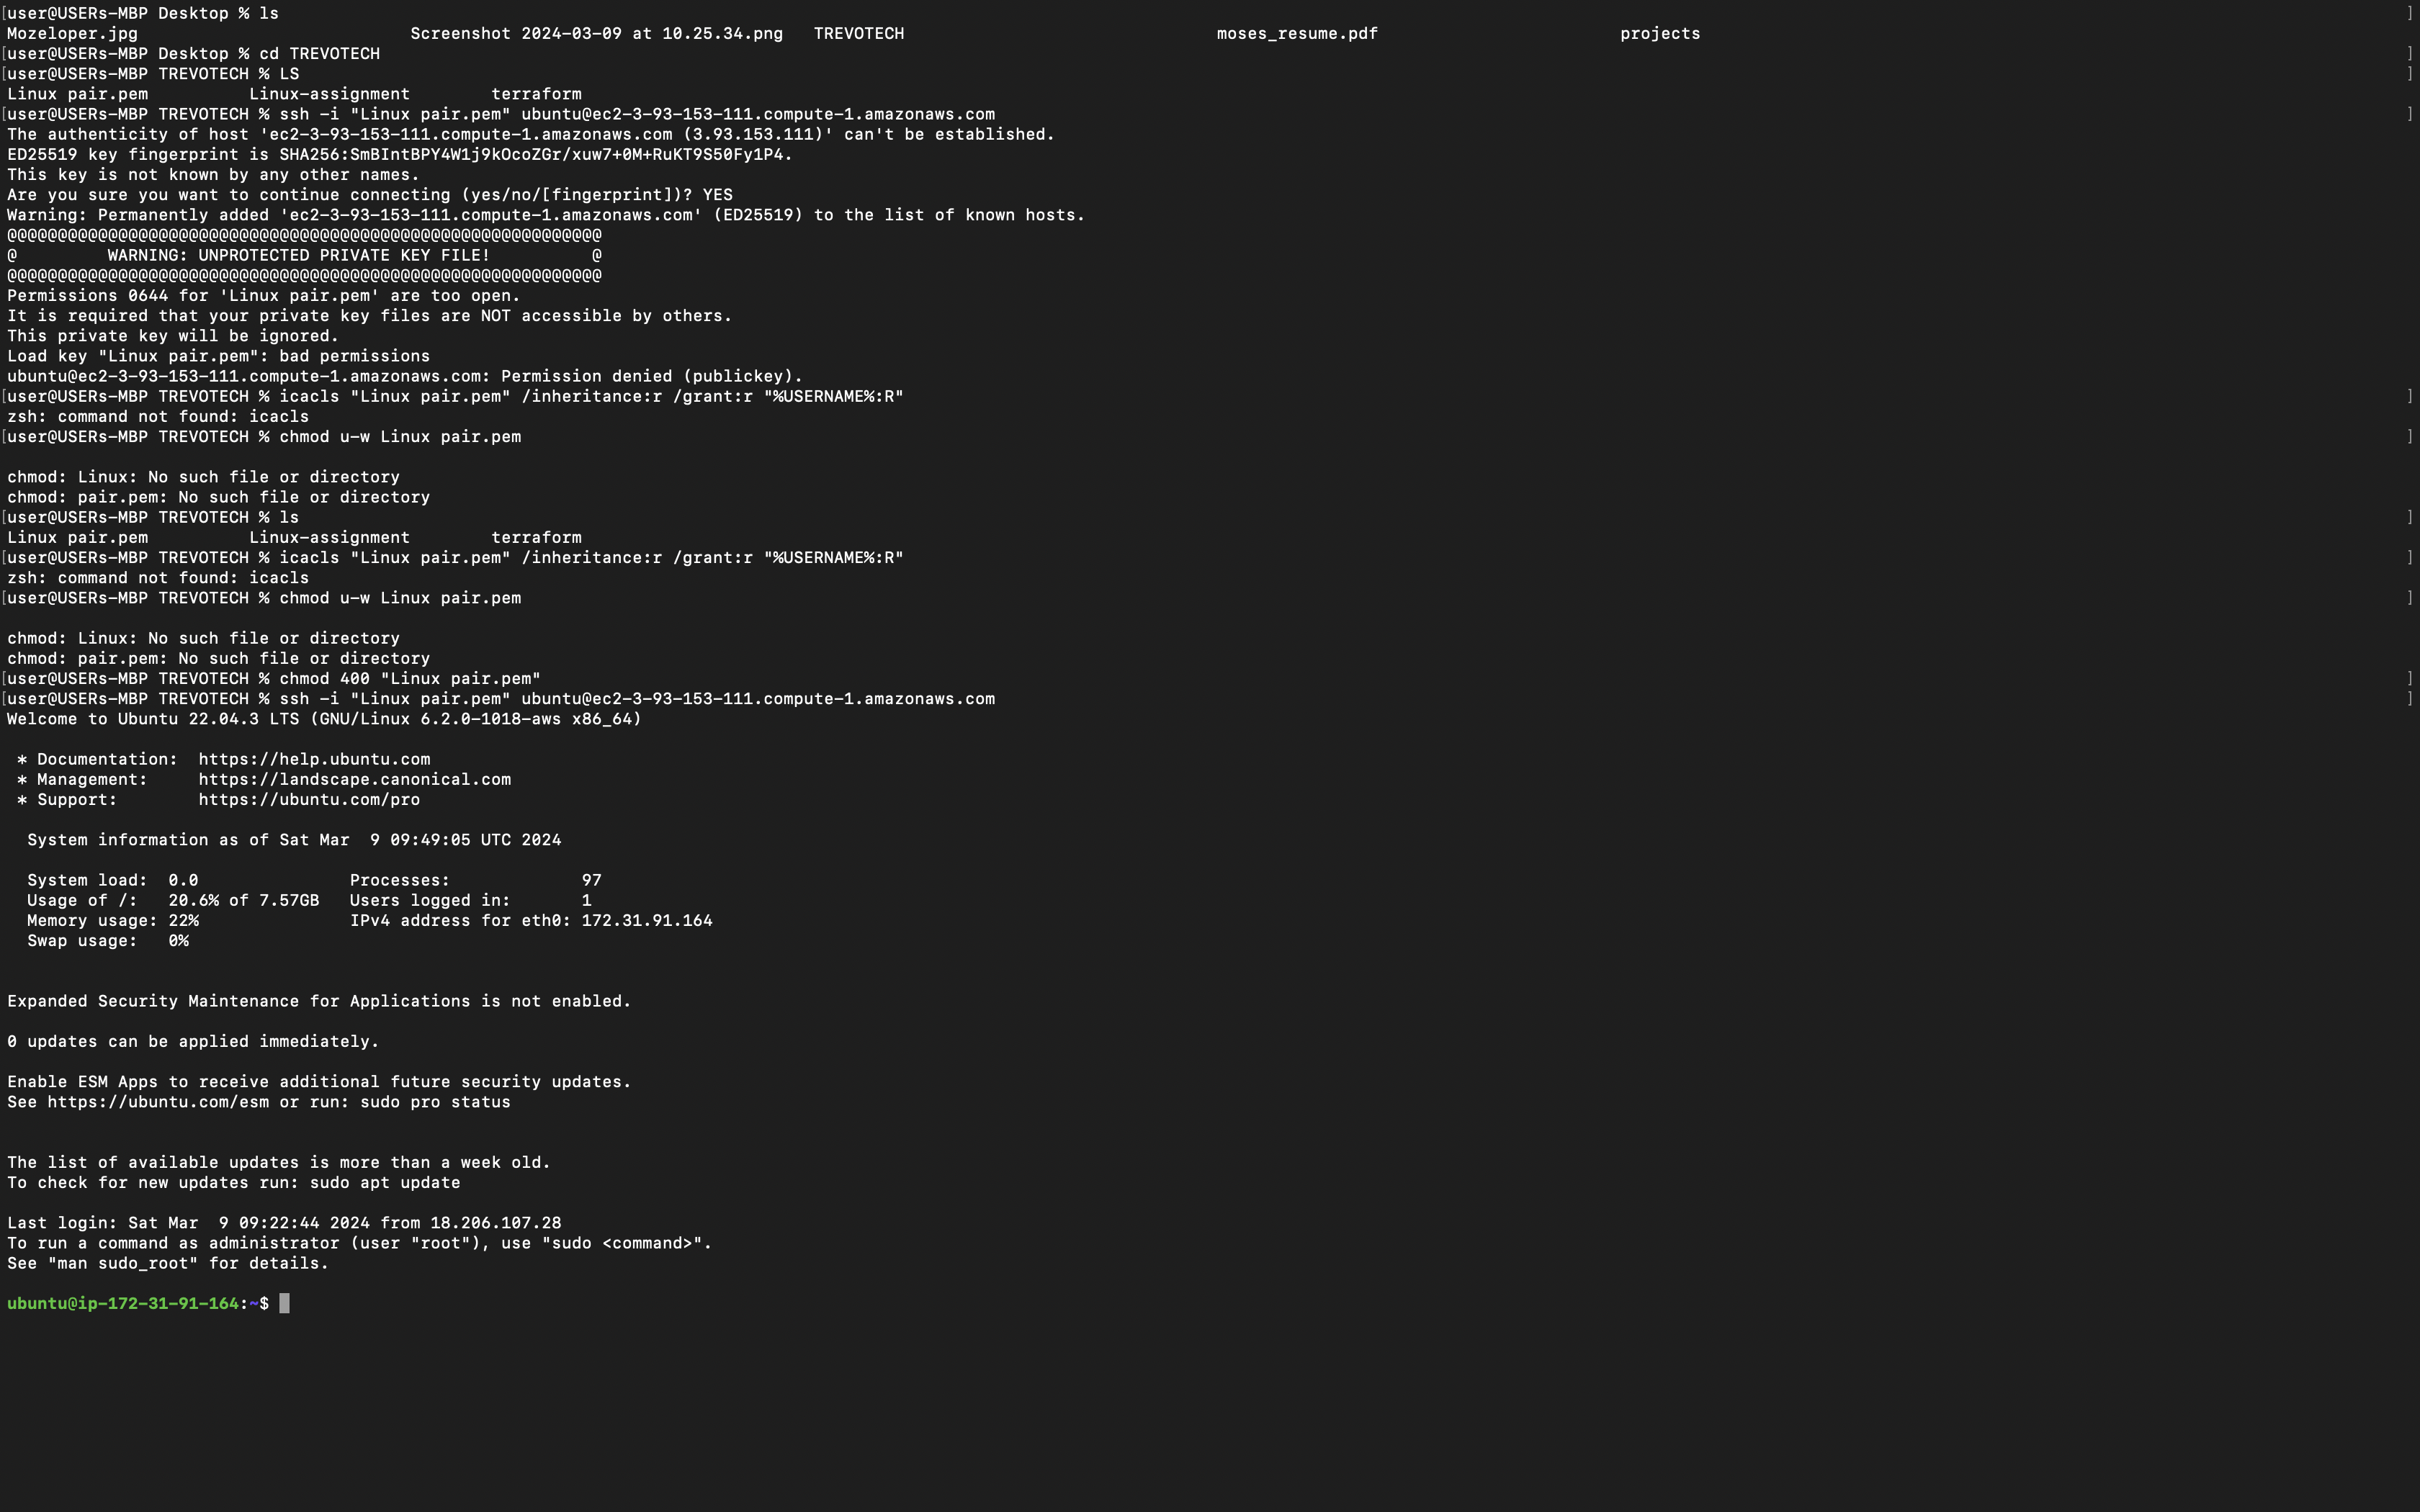 [user@USERs-MBP Desktop % ls ]
Mozeloper.jpg Screenshot 2024-03-09 at 10.25.34.png TREVOTECH moses_resume.pdf projects
[user@USERs-MBP Desktop % cd TREVOTECH ]
[user@USERs-MBP TREVOTECH % LS ]
Linux pair.pem Linux-assignment terraform
[user@USERs-MBP TREVOTECH % ssh -i "Linux pair.pem" ubuntu@ec2-3-93-153-111.compute-1.amazonaws.com ]
The authenticity of host 'ec2-3-93-153-111.compute-1.amazonaws.com (3.93.153.111)' can't be established.
ED25519 key fingerprint is SHA256:SmBIntBPY4W1j9kOcoZGr/xuw7+0M+RuKT9S50Fy1P4.
This key is not known by any other names.
Are you sure you want to continue connecting (yes/no/[fingerprint])? YES
Warning: Permanently added 'ec2-3-93-153-111.compute-1.amazonaws.com' (ED25519) to the list of known hosts.
@@@@@@@@@@@@@@@@@@@@@@@@@@@@@@@@@@@@@@@@@@@@@@@@@@@@@@@@@@@
@         WARNING: UNPROTECTED PRIVATE KEY FILE!          @
@@@@@@@@@@@@@@@@@@@@@@@@@@@@@@@@@@@@@@@@@@@@@@@@@@@@@@@@@@@
Permissions 0644 for 'Linux pair.pem' are too open.
It is required that your private key files are NOT accessible by others.
This private key will be ignored.
Load key "Linux pair.pem": bad permissions
ubuntu@ec2-3-93-153-111.compute-1.amazonaws.com: Permission denied (publickey).
[user@USERs-MBP TREVOTECH % icacls "Linux pair.pem" /inheritance:r /grant:r "%USERNAME%:R" ]
zsh: command not found: icacls
[user@USERs-MBP TREVOTECH % chmod u-w Linux pair.pem ]
chmod: Linux: No such file or directory
chmod: pair.pem: No such file or directory
[user@USERs-MBP TREVOTECH % ls ]
Linux pair.pem Linux-assignment terraform
[user@USERs-MBP TREVOTECH % icacls "Linux pair.pem" /inheritance:r /grant:r "%USERNAME%:R" ]
zsh: command not found: icacls
[user@USERs-MBP TREVOTECH % chmod u-w Linux pair.pem ]
chmod: Linux: No such file or directory
chmod: pair.pem: No such file or directory
[user@USERs-MBP TREVOTECH % chmod 400 "Linux pair.pem" ]
[user@USERs-MBP TREVOTECH % ssh -i "Linux pair.pem" ubuntu@ec2-3-93-153-111.compute-1.amazonaws.com ]
Welcome to Ubuntu 22.04.3 LTS (GNU/Linux 6.2.0-1018-aws x86_64)
* Documentation: https://help.ubuntu.com
* Management: https://landscape.canonical.com
* Support: https://ubuntu.com/pro
System information as of Sat Mar  9 09:49:05 UTC 2024
System load: 0.0 Processes: 97
Usage of /: 20.6% of 7.57GB Users logged in: 1
Memory usage: 22% IPv4 address for eth0: 172.31.91.164
Swap usage: 0%
Expanded Security Maintenance for Applications is not enabled.
0 updates can be applied immediately.
Enable ESM Apps to receive additional future security updates.
See https://ubuntu.com/esm or run: sudo pro status
The list of available updates is more than a week old.
To check for new updates run: sudo apt update
Last login: Sat Mar  9 09:22:44 2024 from 18.206.107.28
To run a command as administrator (user "root"), use "sudo <command>".
See "man sudo_root" for details.
ubuntu@ip-172-31-91-164:~$